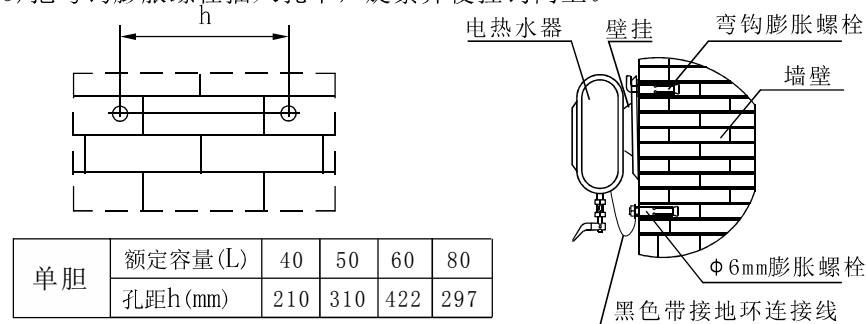 h
电热水器
壁挂
弯钩膨胀螺栓
墙壁
单胆
额定容量(L) 40 50 60 80
孔距h(mm) 210 310 422 297
Φ6mm膨胀螺栓
黑色带接地环连接线